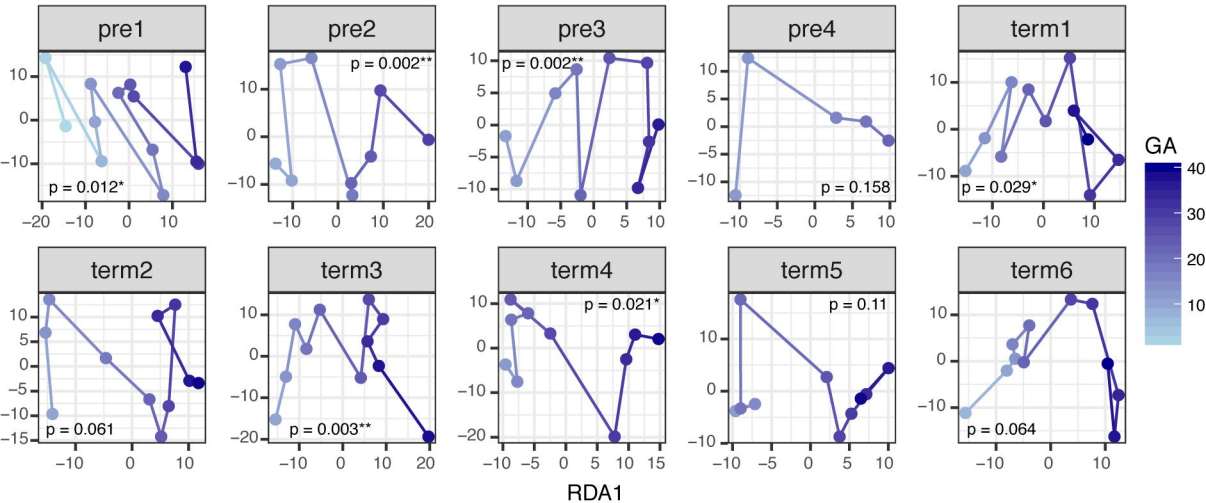 pre1 pre2 pre3 pre4 term1
10
0
−10
p = 0.012*
−20 −10 0 10
10
0
−10
p = 0.002**
−10 0 10 20
10
5
0
−5
−10
p = 0.002**
−10 −5 0 5 10
10
5
0
−5
−10
p = 0.158
−10 −5 0 5 10
10
0
−10
p = 0.029*
−10 0 10
GA
40
30
20
10
term2 term3 term4 term5 term6
10
5
0
−5
−10
−15
p = 0.061
−10 0 10
10
0
−10
−20
p = 0.003**
−10 0 10 20
10
0
−10
−20
p = 0.021*
−10 −5 0 5 10 15
10
0
−10
p = 0.11
−10 −5 0 5 10
10
0
−10
p = 0.064
−10 0 10
RDA1